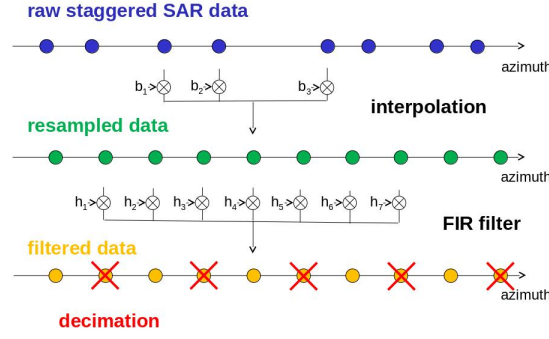 raw staggered SAR data
azimuth
b1 b2 b3
interpolation
resampled data
azimuth
h1 h2 h3 h4 h5 h6 h7
FIR filter
filtered data
azimuth
decimation